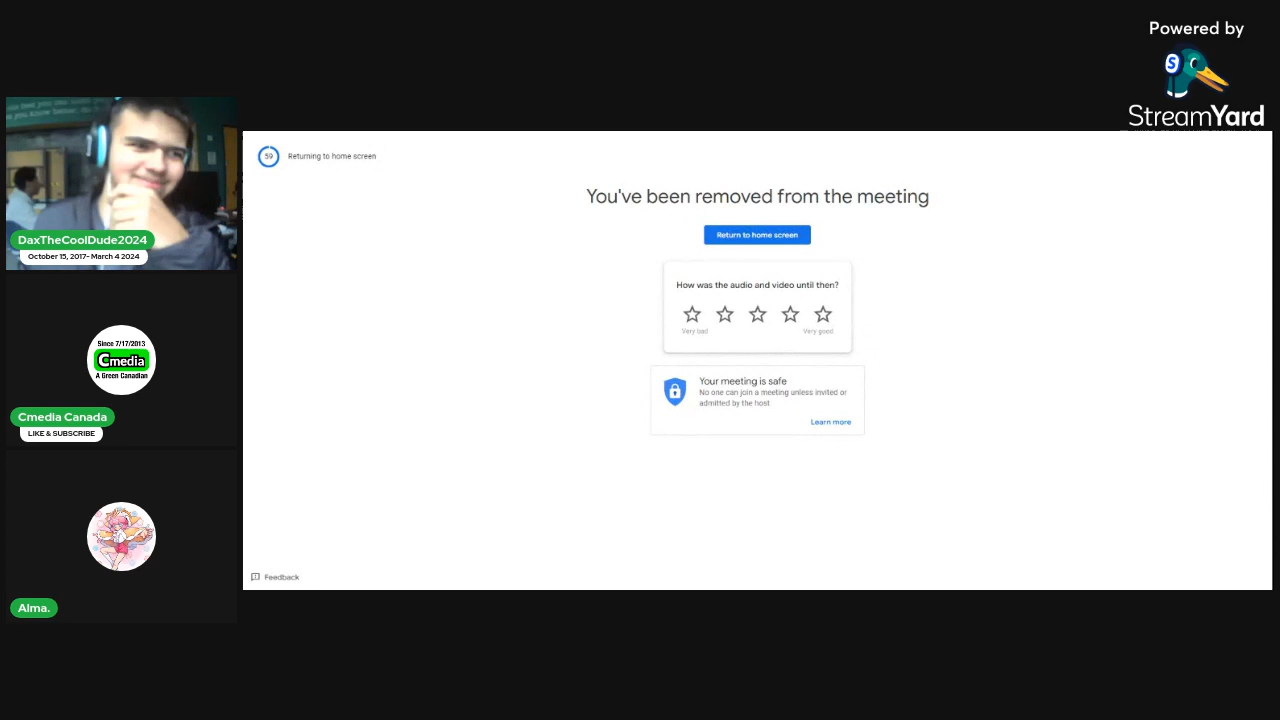 Powered by
StreamYard
DaxTheCoolDude2024
October 15, 2017- March 4 2024
Since 7/17/2013
Cmedia
A Green Canadian
Cmedia Canada
LIKE & SUBSCRIBE
Alma.
59
Returning to home screen
You've been removed from the meeting
Return to home screen
How was the audio and video until then?
Very bad
Very good
Your meeting is safe
No one can join a meeting unless invited or
admitted by the host
Learn more
Feedback